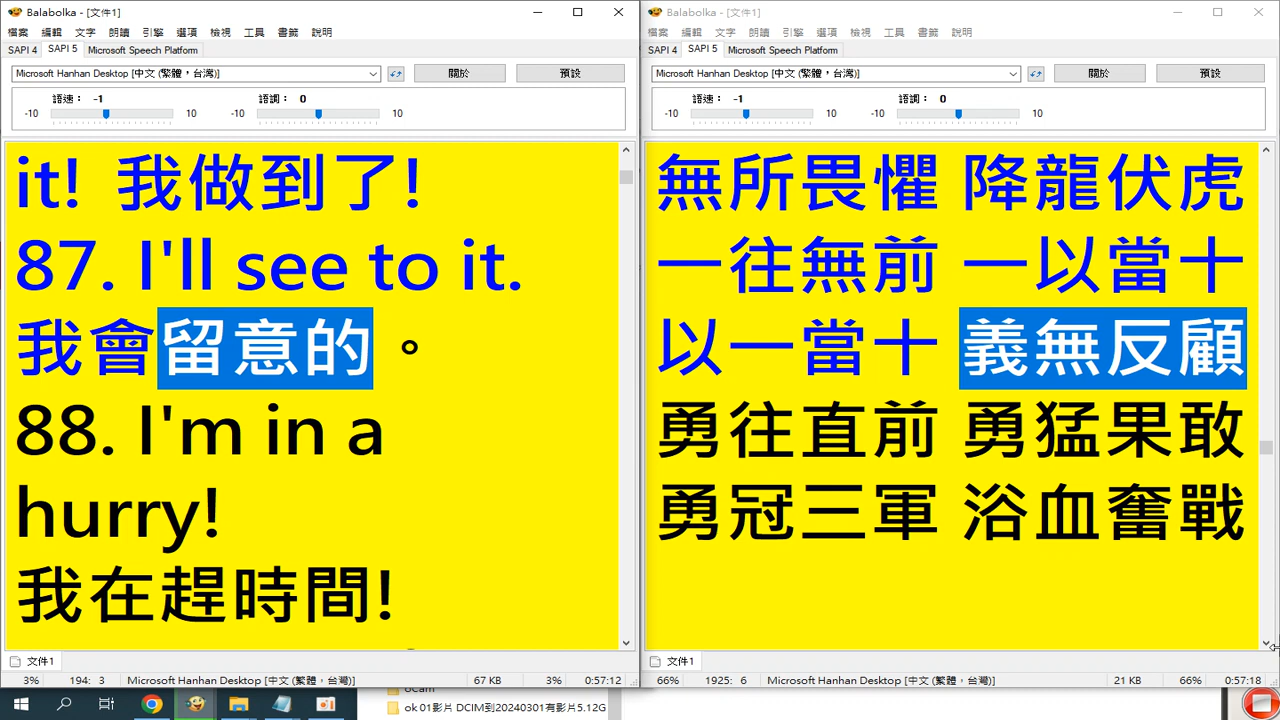 Balabolka - [文件1]
檔案 編輯 文字 朗讀 引擎 選項 檢視 工具 書籤 說明
SAPI 4 SAPI 5 Microsoft Speech Platform
Microsoft Hanhan Desktop [中文 (繁體，台灣)] 關於 預設
語速： -1 語調： 0
-10 10 -10 10
it! 我做到了!
87. I'll see to it.
我會留意的。
88. I'm in a
hurry!
我在趕時間!
文件1
3% 194: 3 Microsoft Hanhan Desktop [中文 (繁體，台灣)] 67 KB 3% 0:57:12
Balabolka - [文件1]
檔案 編輯 文字 朗讀 引擎 選項 檢視 工具 書籤 說明
SAPI 4 SAPI 5 Microsoft Speech Platform
Microsoft Hanhan Desktop [中文 (繁體，台灣)] 關於 預設
語速： -1 語調： 0
-10 10 -10 10
無所畏懼 降龍伏虎
一往無前 一以當十
以一當十 義無反顧
勇往直前 勇猛果敢
勇冠三軍 浴血奮戰
文件1
66% 1925: 6 Microsoft Hanhan Desktop [中文 (繁體，台灣)] 21 KB 66% 0:57:18
ocam
ok 01影片 DCIM到20240301有影片5.12G